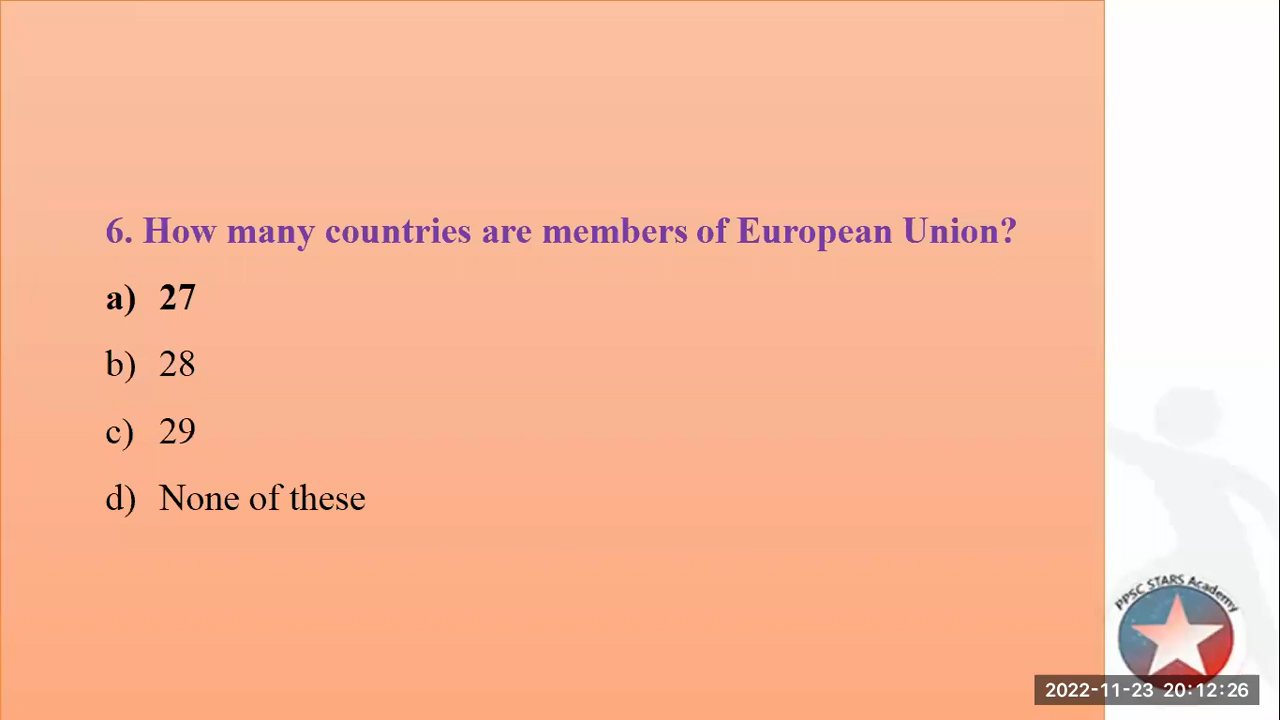 6. How many countries are members of European Union?
a) 27
b) 28
c) 29
d) None of these
PPSC STARS Academy
2022-11-23 20:12:26